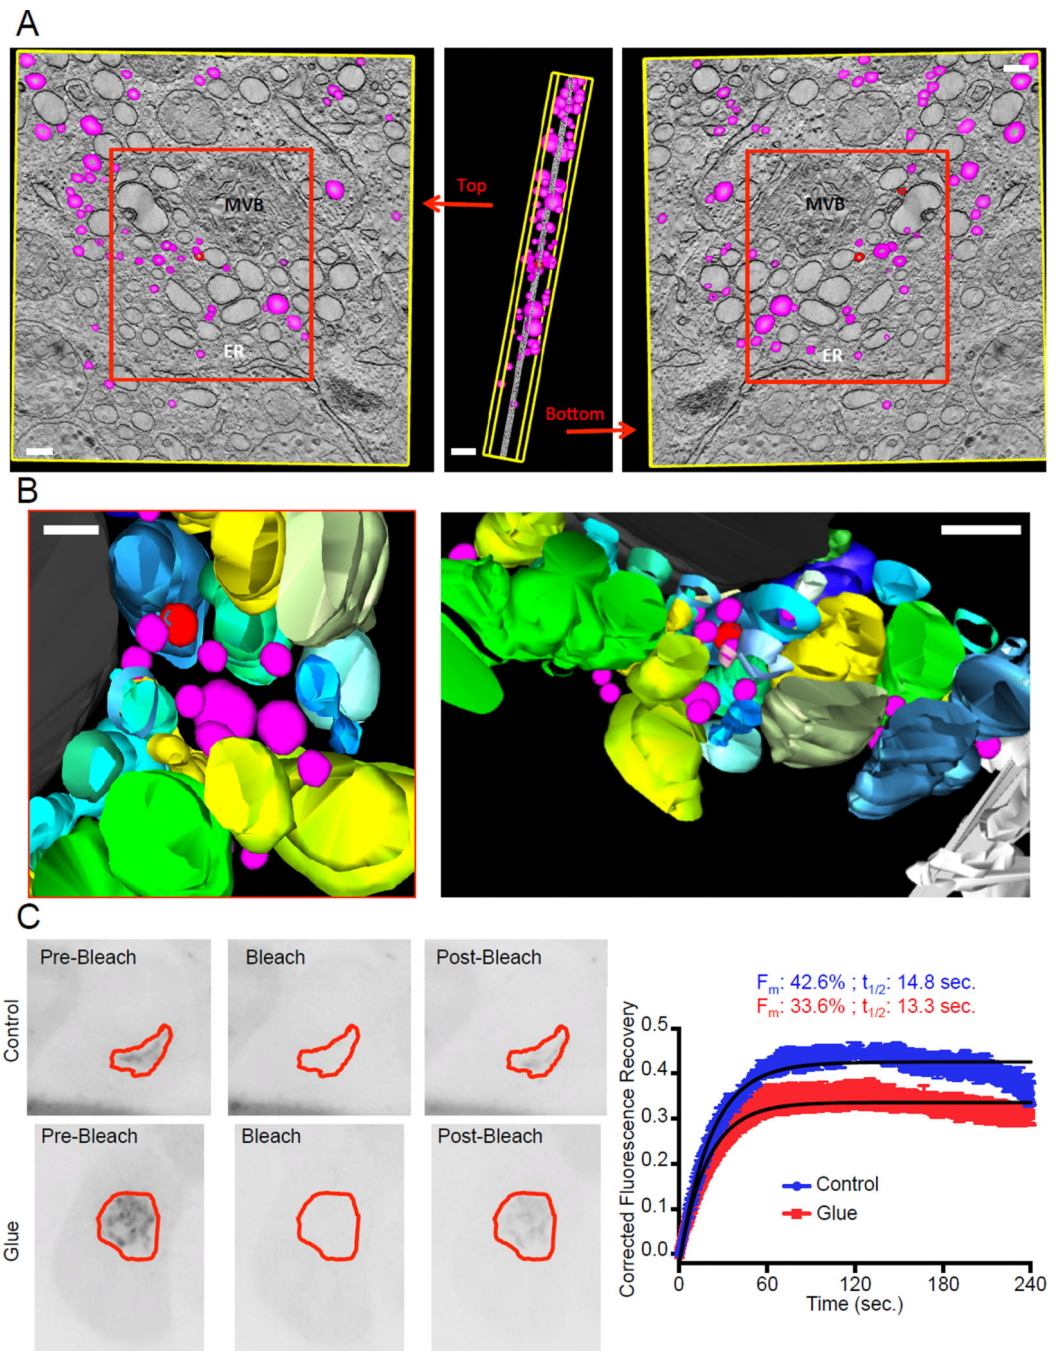 A
MVB
ER
Top
Bottom
MVB
ER
B
C
Control
Pre-Bleach
Bleach
Post-Bleach
Glue
Pre-Bleach
Bleach
Post-Bleach
Fm: 42.6% ; t1/2: 14.8 sec.
Fm: 33.6% ; t1/2: 13.3 sec.
Corrected Fluorescence Recovery
0.5
0.4
0.3
0.2
0.1
0.0
Control
Glue
0 60 120 180 240
Time (sec.)